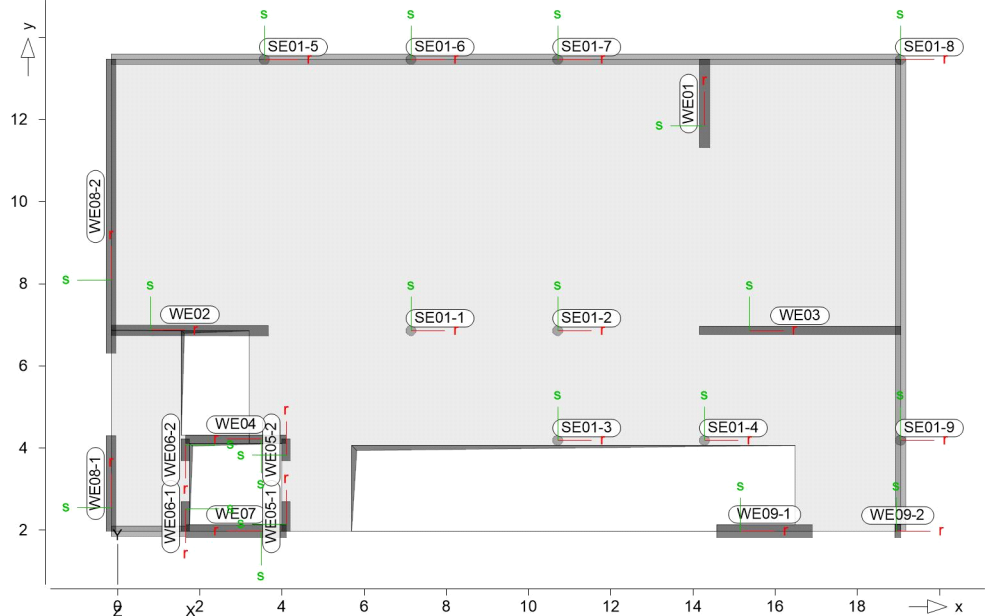 y
s s s s
SE01-5 SE01-6 SE01-7 SE01-8
r r r r
12
WE01
r
s
10
WE08-2
r
s
8
s s s s
WE02 SE01-1 SE01-2 WE03
r r r r
6
s s s
WE04 SE01-3 SE01-4 SE01-9
r r r r r
4
WE06-2 WE05-2
s s
WE08-1
r r r
s s s
WE06-1 WE05-1
s s s
WE07 WE09-1 WE09-2
2
Y
r r r r
s
Z X
0 2 4 6 8 10 12 14 16 18 x